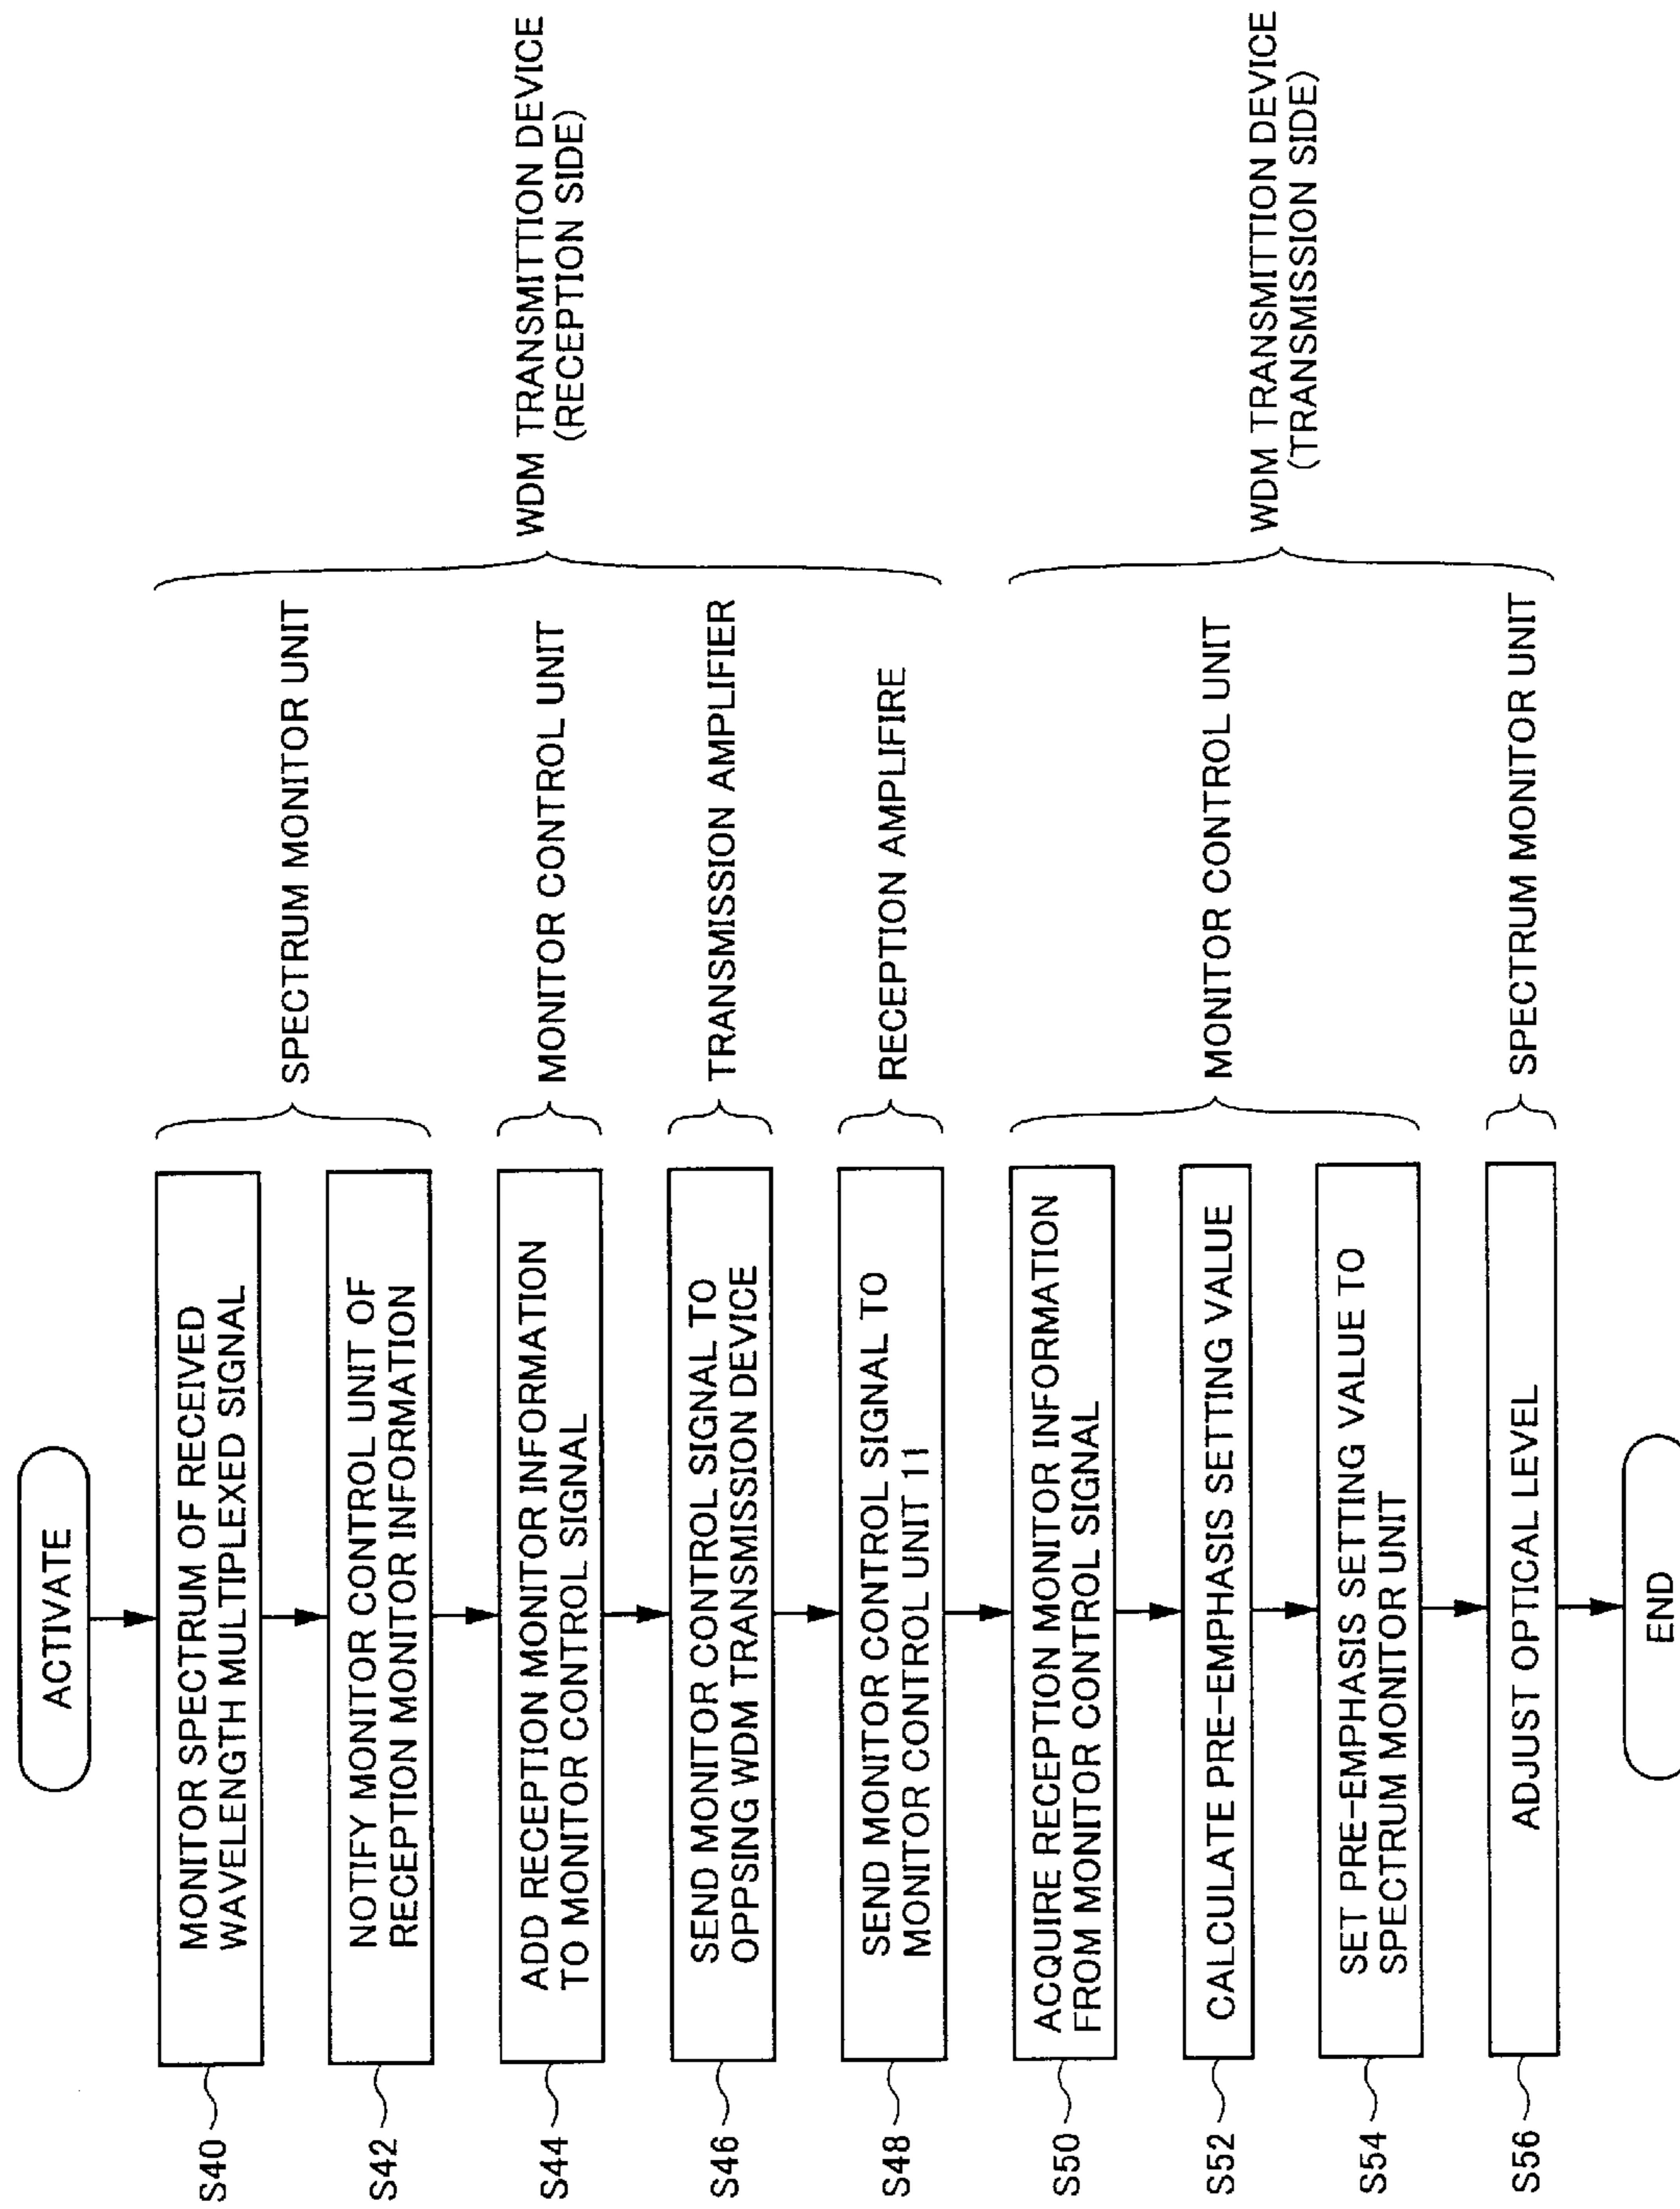 ACTIVATE
S40
MONITOR SPECTRUM OF RECEIVED
WAVELENGTH MULTIPLEXED SIGNAL
SPECTRUM MONITOR UNIT
S42
NOTIFY MONITOR CONTROL UNIT OF
RECEPTION MONITOR INFORMATION
S44
ADD RECEPTION MONITOR INFORMATION
TO MONITOR CONTROL SIGNAL
MONITOR CONTROL UNIT
WDM TRANSMITTION DEVICE
(RECEPTION SIDE)
S46
SEND MONITOR CONTROL SIGNAL TO
OPPSING WDM TRANSMISSION DEVICE
TRANSMISSION AMPLIFIER
S48
SEND MONITOR CONTROL SIGNAL TO
MONITOR CONTROL UNIT 11
RECEPTION AMPLIFIRE
S50
ACQUIRE RECEPTION MONITOR INFORMATION
FROM MONITOR CONTROL SIGNAL
S52
CALCULATE PRE-EMPHASIS SETTING VALUE
MONITOR CONTROL UNIT
WDM TRANSMITTION DEVICE
(TRANSMISSION SIDE)
S54
SET PRE-EMPHASIS SETTING VALUE TO
SPECTRUM MONITOR UNIT
S56
ADJUST OPTICAL LEVEL
SPECTRUM MONITOR UNIT
END